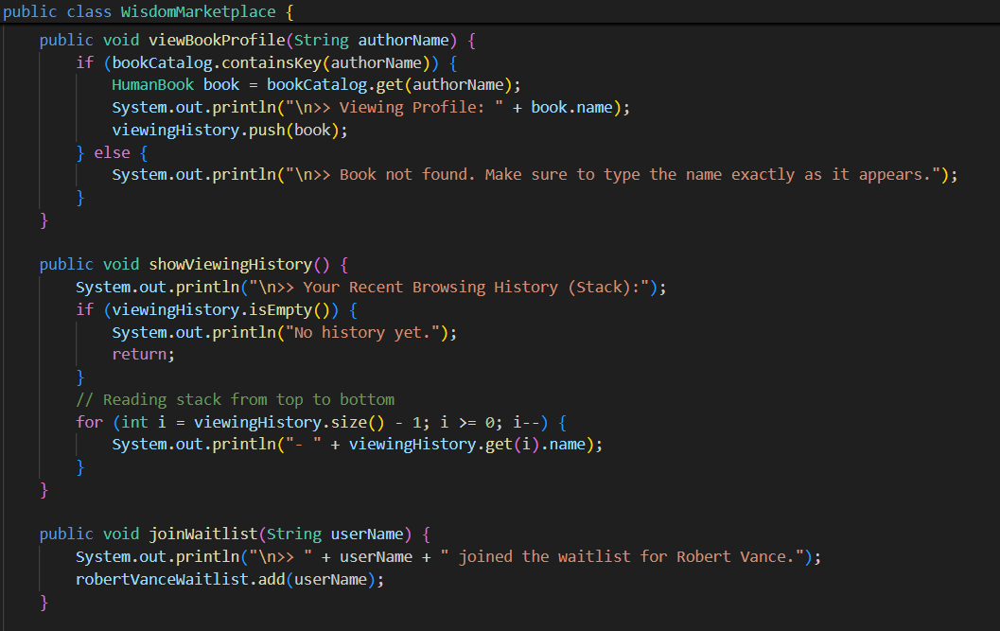 public class WisdomMarketplace {
    public void viewBookProfile(String authorName) {
        if (bookCatalog.containsKey(authorName)) {
            HumanBook book = bookCatalog.get(authorName);
            System.out.println("\n>> Viewing Profile: " + book.name);
            viewingHistory.push(book);
        } else {
            System.out.println("\n>> Book not found. Make sure to type the name exactly as it appears.");
        }
    }

    public void showViewingHistory() {
        System.out.println("\n>> Your Recent Browsing History (Stack):");
        if (viewingHistory.isEmpty()) {
            System.out.println("No history yet.");
            return;
        }
        // Reading stack from top to bottom
        for (int i = viewingHistory.size() - 1; i >= 0; i--) {
            System.out.println("- " + viewingHistory.get(i).name);
        }
    }

    public void joinWaitlist(String userName) {
        System.out.println("\n>> " + userName + " joined the waitlist for Robert Vance.");
        robertVanceWaitlist.add(userName);
    }